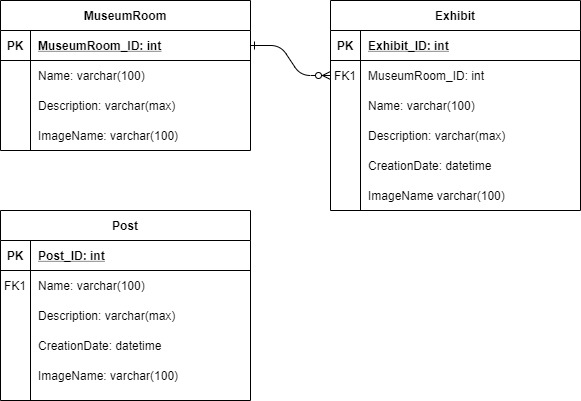 MuseumRoom
PK MuseumRoom_ID: int
Name: varchar(100)
Description: varchar(max)
ImageName: varchar(100)
Exhibit
PK Exhibit_ID: int
FK1 MuseumRoom_ID: int
Name: varchar(100)
Description: varchar(max)
CreationDate: datetime
ImageName varchar(100)
Post
PK Post_ID: int
FK1 Name: varchar(100)
Description: varchar(max)
CreationDate: datetime
ImageName: varchar(100)